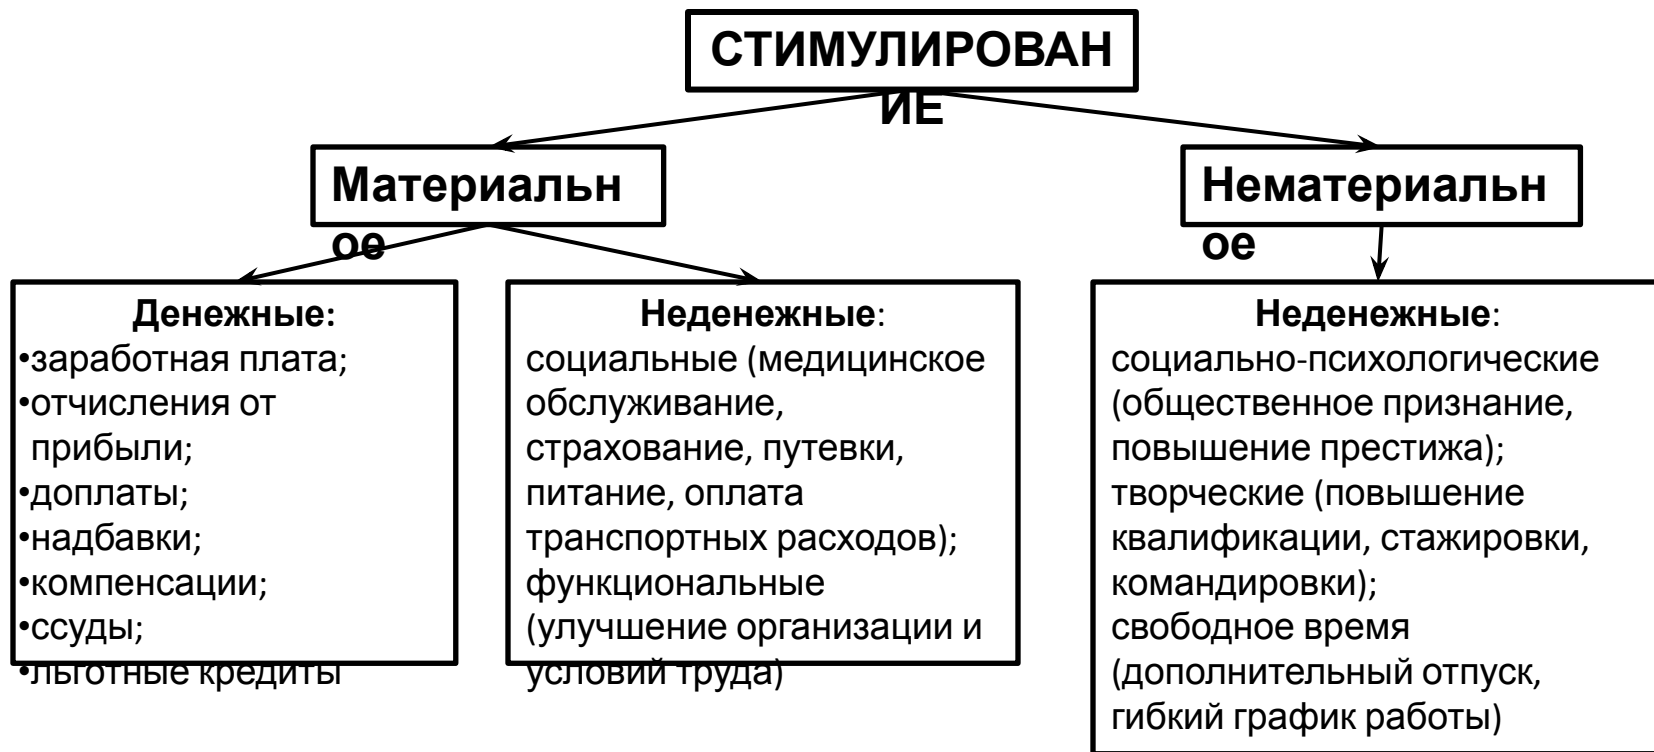 СТИМУЛИРОВАН
ИЕ
Материальн
ое
Нематериальн
ое
Денежные:
•заработная плата;
•отчисления от
прибыли;
•доплаты;
•надбавки;
•компенсации;
•ссуды;
•льготные кредиты
Неденежные:
социальные (медицинское
обслуживание,
страхование, путевки,
питание, оплата
транспортных расходов);
функциональные
(улучшение организации и
условий труда)
Неденежные:
социально-психологические
(общественное признание,
повышение престижа);
творческие (повышение
квалификации, стажировки,
командировки);
свободное время
(дополнительный отпуск,
гибкий график работы)